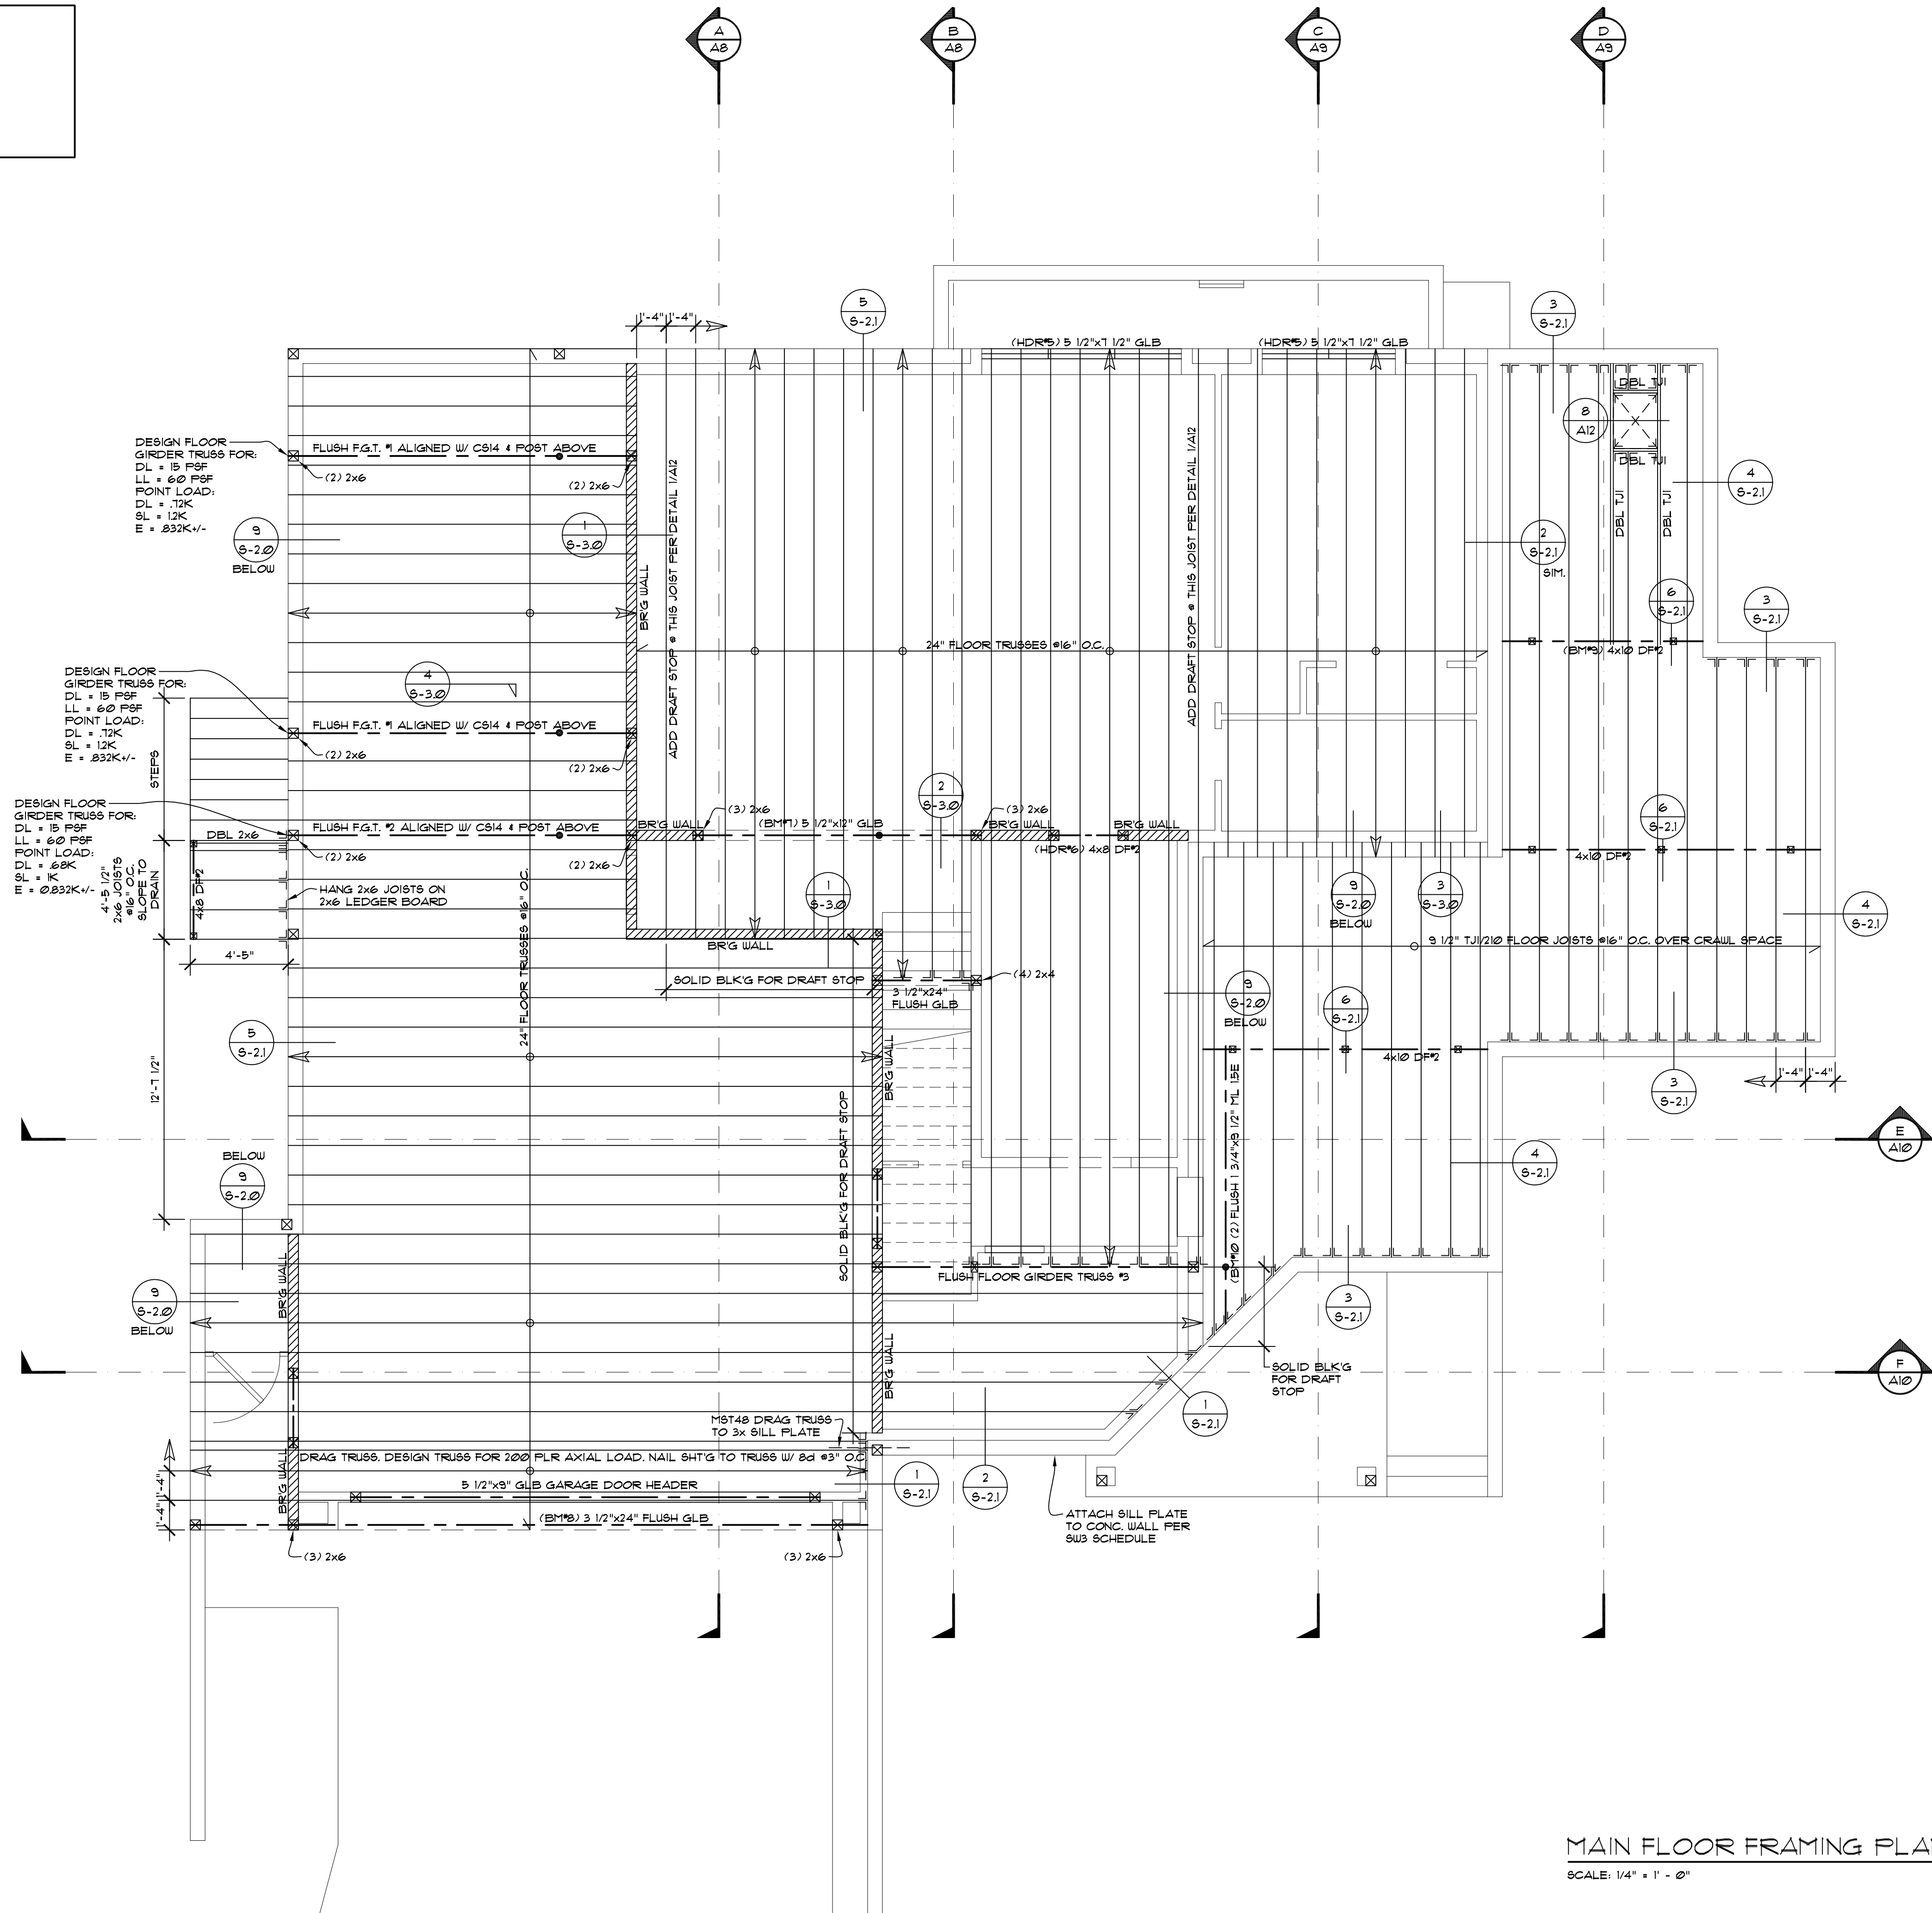 A
A8
B
A8
C
A9
D
A9
5
S-2.1
3
S-2.1
1'-4"
1'-4"
(HDR#5) 5 1/2"x7 1/2" GLB
(HDR#5) 5 1/2"x7 1/2" GLB
DBL TJI
8
A12
DBL TJI
DBL TJI
DBL TJI
4
S-2.1
DESIGN FLOOR
GIRDER TRUSS FOR:
DL = 15 PSF
LL = 60 PSF
POINT LOAD:
DL = .72K
SL = 1.2K
E = .832K+/-
FLUSH F.G.T. #1 ALIGNED W/ CS14 & POST ABOVE
(2) 2x6
(2) 2x6
9
S-2.0
BELOW
1
S-3.0
BR'G WALL
ADD DRAFT STOP @ THIS JOIST PER DETAIL 1/A12
ADD DRAFT STOP @ THIS JOIST PER DETAIL 1/A12
2
S-2.1
SIM.
6
S-2.1
3
S-2.1
24" FLOOR TRUSSES @16" O.C.
(BM#9) 4x10 DF#2
DESIGN FLOOR
GIRDER TRUSS FOR:
DL = 15 PSF
LL = 60 PSF
POINT LOAD:
DL = .72K
SL = 1.2K
E = .832K+/-
4
S-3.0
FLUSH F.G.T. #1 ALIGNED W/ CS14 & POST ABOVE
(2) 2x6
(2) 2x6
STEPS
DESIGN FLOOR
GIRDER TRUSS FOR:
DL = 15 PSF
LL = 60 PSF
POINT LOAD:
DL = .68K
SL = 1K
E = 0.832K+/-
DBL 2x6
FLUSH F.G.T. #2 ALIGNED W/ CS14 & POST ABOVE
(2) 2x6
(2) 2x6
4'-5 1/2"
2x6 JOISTS
@16" O.C.
SLOPE TO
DRAIN
4x8 DF#2
HANG 2x6 JOISTS ON
2x6 LEDGER BOARD
4'-5"
BR'G WALL
(3) 2x6
(BM#7) 5 1/2"x12" GLB
2
S-3.0
(3) 2x6
BR'G WALL
BR'G WALL
(HDR#6) 4x8 DF#2
6
S-2.1
4x10 DF#2
1
S-3.0
9
S-2.0
BELOW
3
S-3.0
4
S-2.1
BR'G WALL
24" FLOOR TRUSSES @16" O.C.
9 1/2" TJI/210 FLOOR JOISTS @16" O.C. OVER CRAWL SPACE
SOLID BLK'G FOR DRAFT STOP
(4) 2x4
3 1/2"x24"
FLUSH GLB
9
S-2.0
BELOW
6
S-2.1
5
S-2.1
12'-7 1/2"
BR'G WALL
4x10 DF#2
(BM#10 (2) FLUSH 1 3/4"x9 1/2" ML 1.5E
3
S-2.1
1'-4"
1'-4"
SOLID BLK'G FOR DRAFT STOP
E
A10
BELOW
9
S-2.0
4
S-2.1
BR'G WALL
9
S-2.0
BELOW
FLUSH FLOOR GIRDER TRUSS #3
3
S-2.1
BR'G WALL
SOLID BLK'G
FOR DRAFT
STOP
F
A10
1
S-2.1
MST48 DRAG TRUSS
TO 3x SILL PLATE
DRAG TRUSS. DESIGN TRUSS FOR 200 PLR AXIAL LOAD. NAIL SHT'G TO TRUSS W/ 8d @3" O.C.
BR'G WALL
5 1/2"x9" GLB GARAGE DOOR HEADER
1
S-2.1
2
S-2.1
1'-4"
1'-4"
(BM#8) 3 1/2"x24" FLUSH GLB
ATTACH SILL PLATE
TO CONC. WALL PER
SW3 SCHEDULE
(3) 2x6
(3) 2x6
MAIN FLOOR FRAMING PLA
SCALE: 1/4" = 1' - 0"